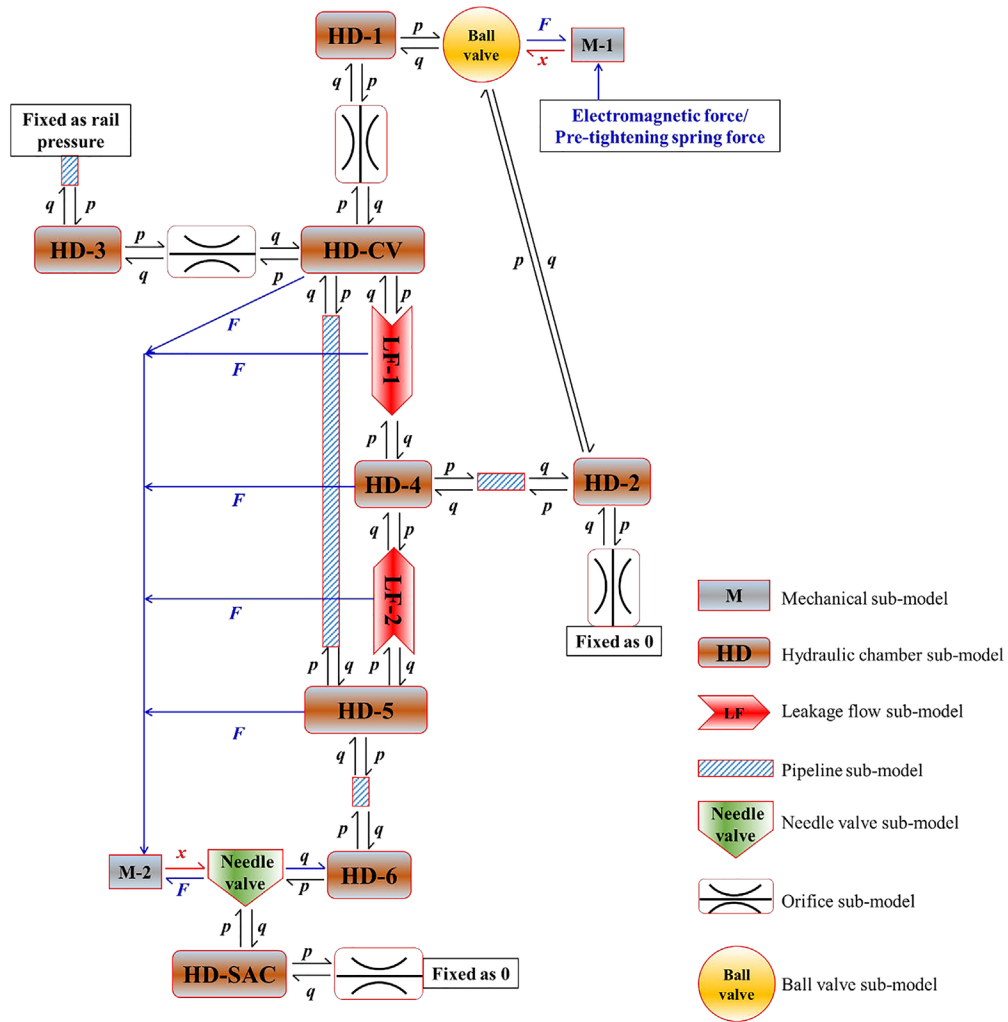 HD-1
p
q
Ball
valve
F
x
M-1
Electromagnetic force/
Pre-tightening spring force
q
p
Fixed as rail
pressure
q
p
p
q
HD-3
p
q
q
p
HD-CV
p
q
q
p
q
p
F
F
LF-1
p
q
HD-4
p
q
q
p
HD-2
F
q
p
q
p
LF-2
F
Fixed as 0
p
q
p
q
HD-5
F
q
p
p
q
M-2
x
F
Needle
valve
q
p
HD-6
p
q
HD-SAC
p
q
Fixed as 0
M
Mechanical sub-model
HD
Hydraulic chamber sub-model
LF
Leakage flow sub-model
Pipeline sub-model
Needle
valve
Needle valve sub-model
Orifice sub-model
Ball
valve
Ball valve sub-model